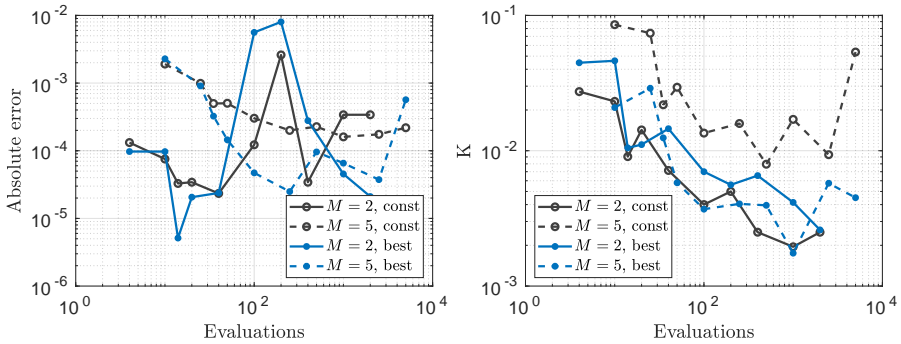 10^-2
10^-3
10^-4
10^-5
10^-6
Absolute error
10^0
10^2
10^4
Evaluations
M = 2, const
M = 5, const
M = 2, best
M = 5, best
10^-1
10^-2
10^-3
K
10^0
10^2
10^4
Evaluations
M = 2, const
M = 5, const
M = 2, best
M = 5, best